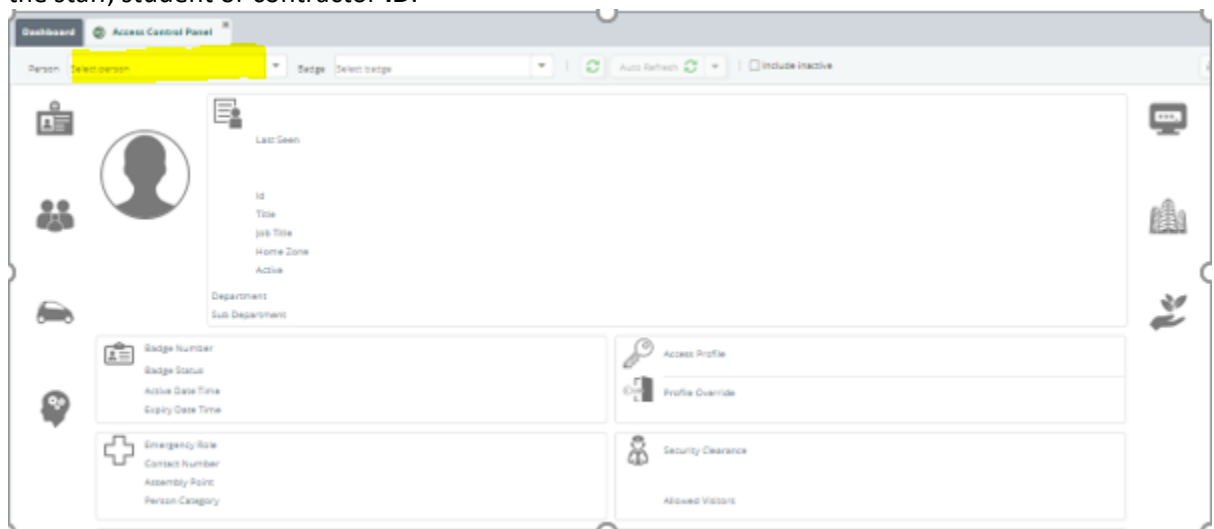 the staff, student or contractor ID.
Dashboard Access Control Panel
Person Select person Badge Select badge Auto Refresh Include inactive
Last Seen
Id
Title
Job Title
Home Zone
Active
Department
Sub Department
Badge Number
Badge Status
Active Date Time
Expiry Date Time
Access Profile
Profile Override
Emergency Role
Contact Number
Assembly Point
Person Category
Security Clearance
Allowed Visitors